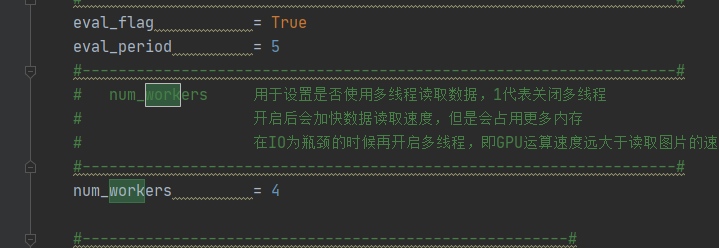 #------------------------------------------------------------------#
eval_flag = True
eval_period = 5
#------------------------------------------------------------------#
# num_workers 用于设置是否使用多线程读取数据，1代表关闭多线程
# 开启后会加快数据读取速度，但是会占用更多内存
# 在IO为瓶颈的时候再开启多线程，即GPU运算速度远大于读取图片的速
#------------------------------------------------------------------#
num_workers = 4
#------------------------------------------------------#